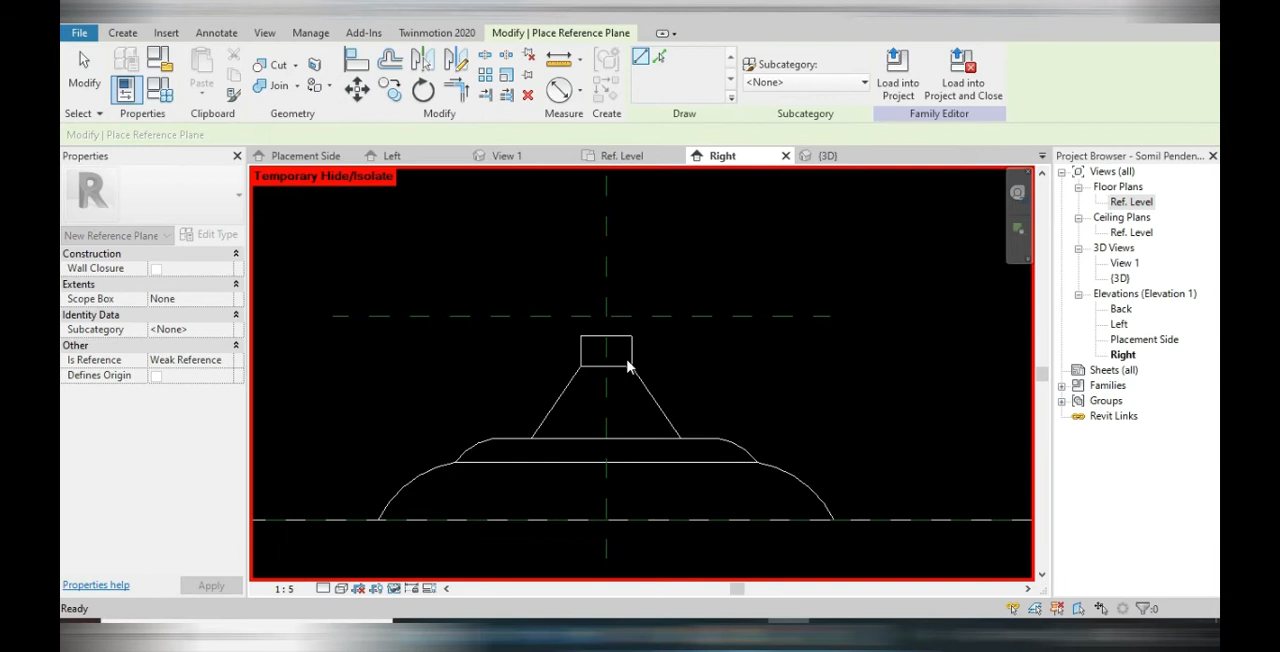 File Create Insert Annotate View Manage Add-Ins Twinmotion 2020 Modify | Place Reference Plane
Modify Paste Cut Join Subcategory: <None> Load into Project Load into Project and Close
Select Properties Clipboard Geometry Modify Measure Create Draw Subcategory Family Editor
Modify | Place Reference Plane
Properties Placement Side Left View 1 Ref. Level Right {3D} Project Browser - Somil Penden...
Temporary Hide/Isolate
R
New Reference Plane Edit Type
Construction
Wall Closure
Extents
Scope Box None
Identity Data
Subcategory <None>
Other
Is Reference Weak Reference
Defines Origin
Properties help Apply
Views (all)
Floor Plans
Ref. Level
Ceiling Plans
Ref. Level
3D Views
View 1
{3D}
Elevations (Elevation 1)
Back
Left
Placement Side
Right
Sheets (all)
Families
Groups
Revit Links
1 : 5
Ready :0